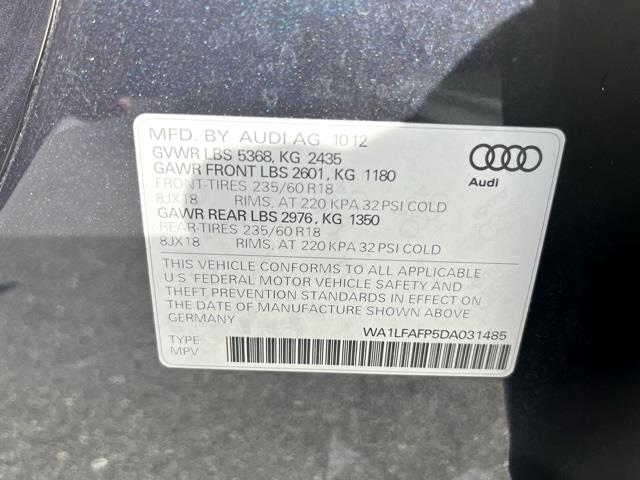 MFD. BY AUDI AG 10 12
GVWR LBS 5368, KG 2435
GAWR FRONT LBS 2601, KG 1180
FRONT-TIRES 235/60 R18
8JX18 RIMS, AT 220 KPA 32 PSI COLD
GAWR REAR LBS 2976, KG 1350
REAR-TIRES 235/60 R18
8JX18 RIMS, AT 220 KPA 32 PSI COLD
Audi
THIS VEHICLE CONFORMS TO ALL APPLICABLE
U.S. FEDERAL MOTOR VEHICLE SAFETY AND
THEFT PREVENTION STANDARDS IN EFFECT ON
THE DATE OF MANUFACTURE SHOWN ABOVE
GERMANY
WA1LFAFP5DA031485
TYPE:
MPV